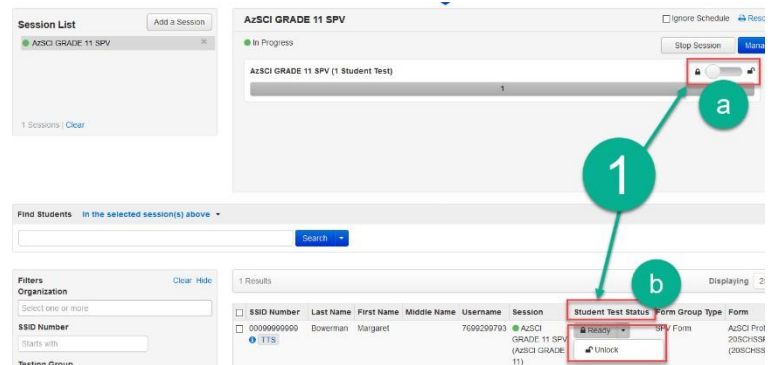 Session List
Add a Session
AzSCI GRADE 11 SPV
1 Sessions | Clear
AzSCI GRADE 11 SPV
Ignore Schedule
In Progress
Stop Session
AzSCI GRADE 11 SPV (1 Student Test)
1
a
1
Find Students In the selected session(s) above
Search
b
Filters
Clear Hide
Organization
Select one or more
SSID Number
Starts with
Testing Group
1 Results
Displaying
SSID Number Last Name First Name Middle Name Username Session Student Test Status Form Group Type Form
00099999999 Bowerman Margaret 7699299793 AzSCI Ready SPV Form
TTS GRADE 11 SPV Unlock
(AzSCI GRADE
11)